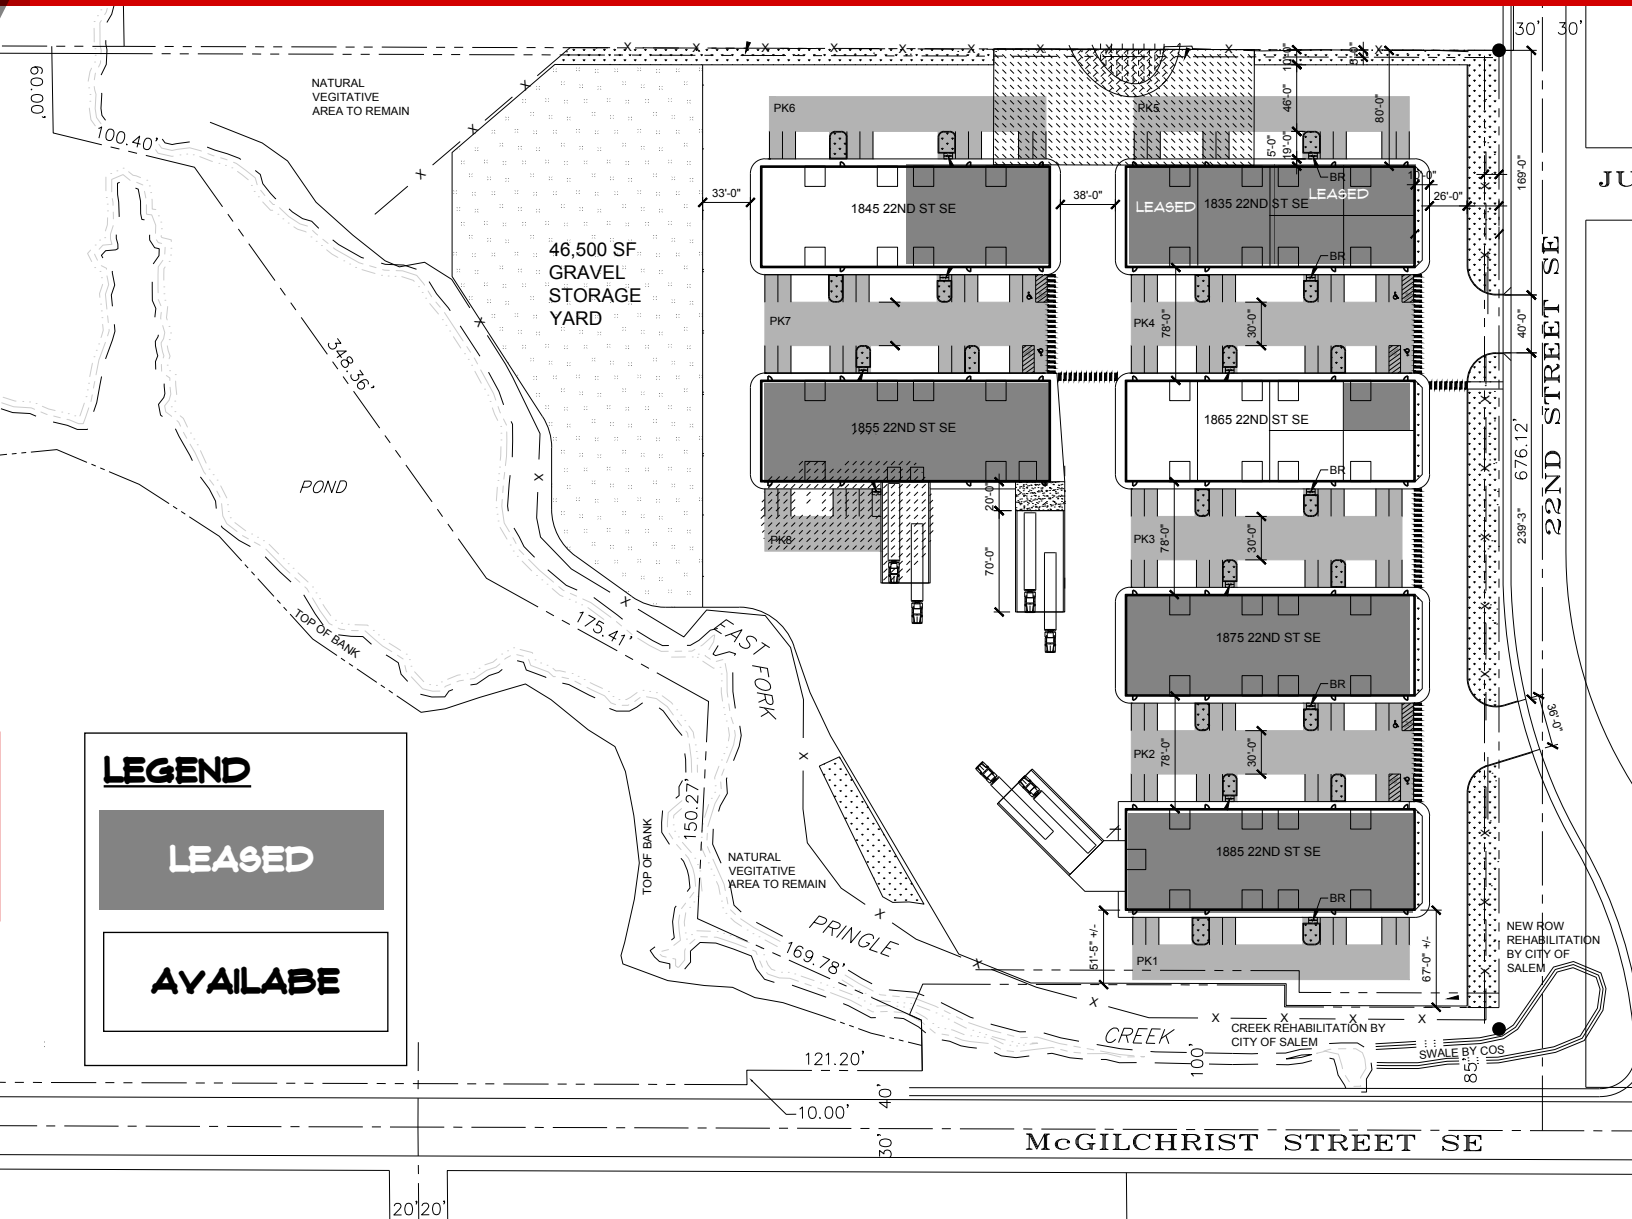 30' 30'
60.00'
NATURAL
VEGITATIVE
AREA TO REMAIN
100.40'
10'-0"
46'-0"
80'-0"
5'-0"
19'-0"
169'-0"
PK6
PK5
BR
33'-0"
38'-0"
26'-0"
1845 22ND ST SE
LEASED
1835 22ND ST SE
LEASED
JU
BR
46,500 SF
GRAVEL
STORAGE
YARD
PK7
PK4
78'-0"
30'-0"
40'-0"
22ND STREET SE
348.36'
1855 22ND ST SE
1865 22ND ST SE
676.12'
BR
POND
20'-0"
PK8
70'-0"
PK3
78'-0"
30'-0"
239'-3"
TOP OF BANK
175.41'
EAST
FORK
1875 22ND ST SE
BR
36'-0"
PK2
78'-0"
30'-0"
LEGEND
LEASED
AVAILABE
150.27'
TOP OF BANK
NATURAL
VEGITATIVE
AREA TO REMAIN
1885 22ND ST SE
BR
PRINGLE
169.78'
51'-5" +/-
PK1
67'-0" +/-
NEW ROW
REHABILITATION
BY CITY OF
SALEM
CREEK
CREEK REHABILITATION BY
CITY OF SALEM
SWALE BY COS
100'
85'
121.20'
10.00'
40'
30'
McGILCHRIST STREET SE
20' 20'